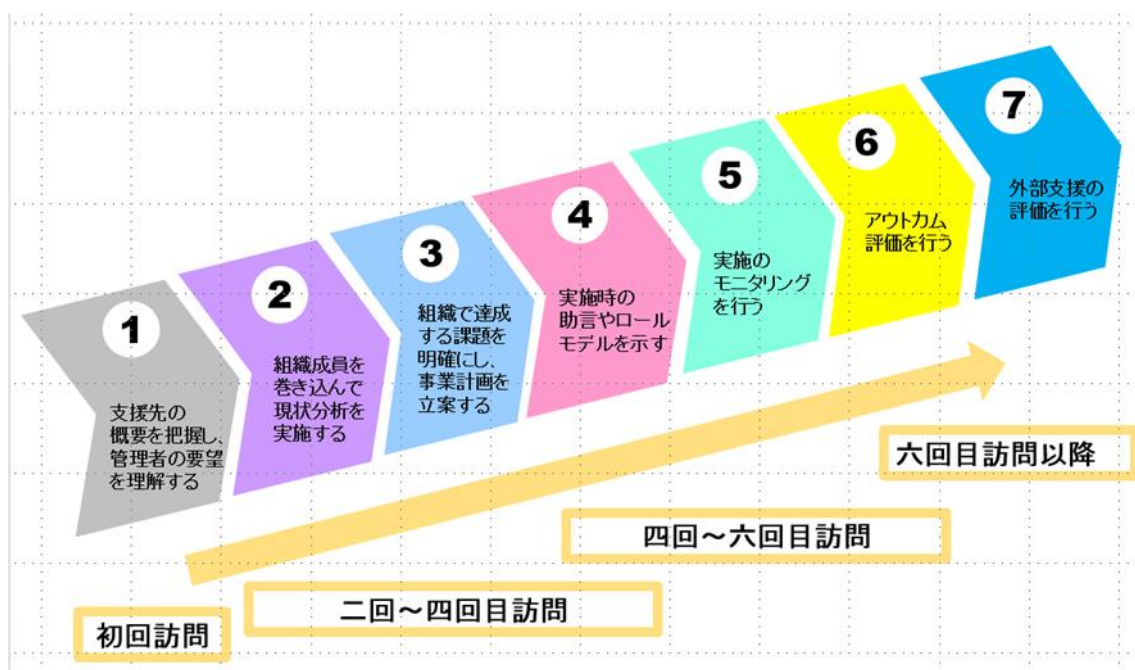 1
支援先の
概要を把握し、
管理者の要望
を理解する
2
組織成員を
巻き込んで
現状分析を
実施する
3
組織で達成
する課題を
明確にし、
事業計画を
立案する
4
実施時の
助言やロール
モデルを示す
5
実施の
モニタリング
を行う
6
アウトカム
評価を行う
7
外部支援の
評価を行う
初回訪問
二回~四回目訪問
四回~六回目訪問
六回目訪問以降